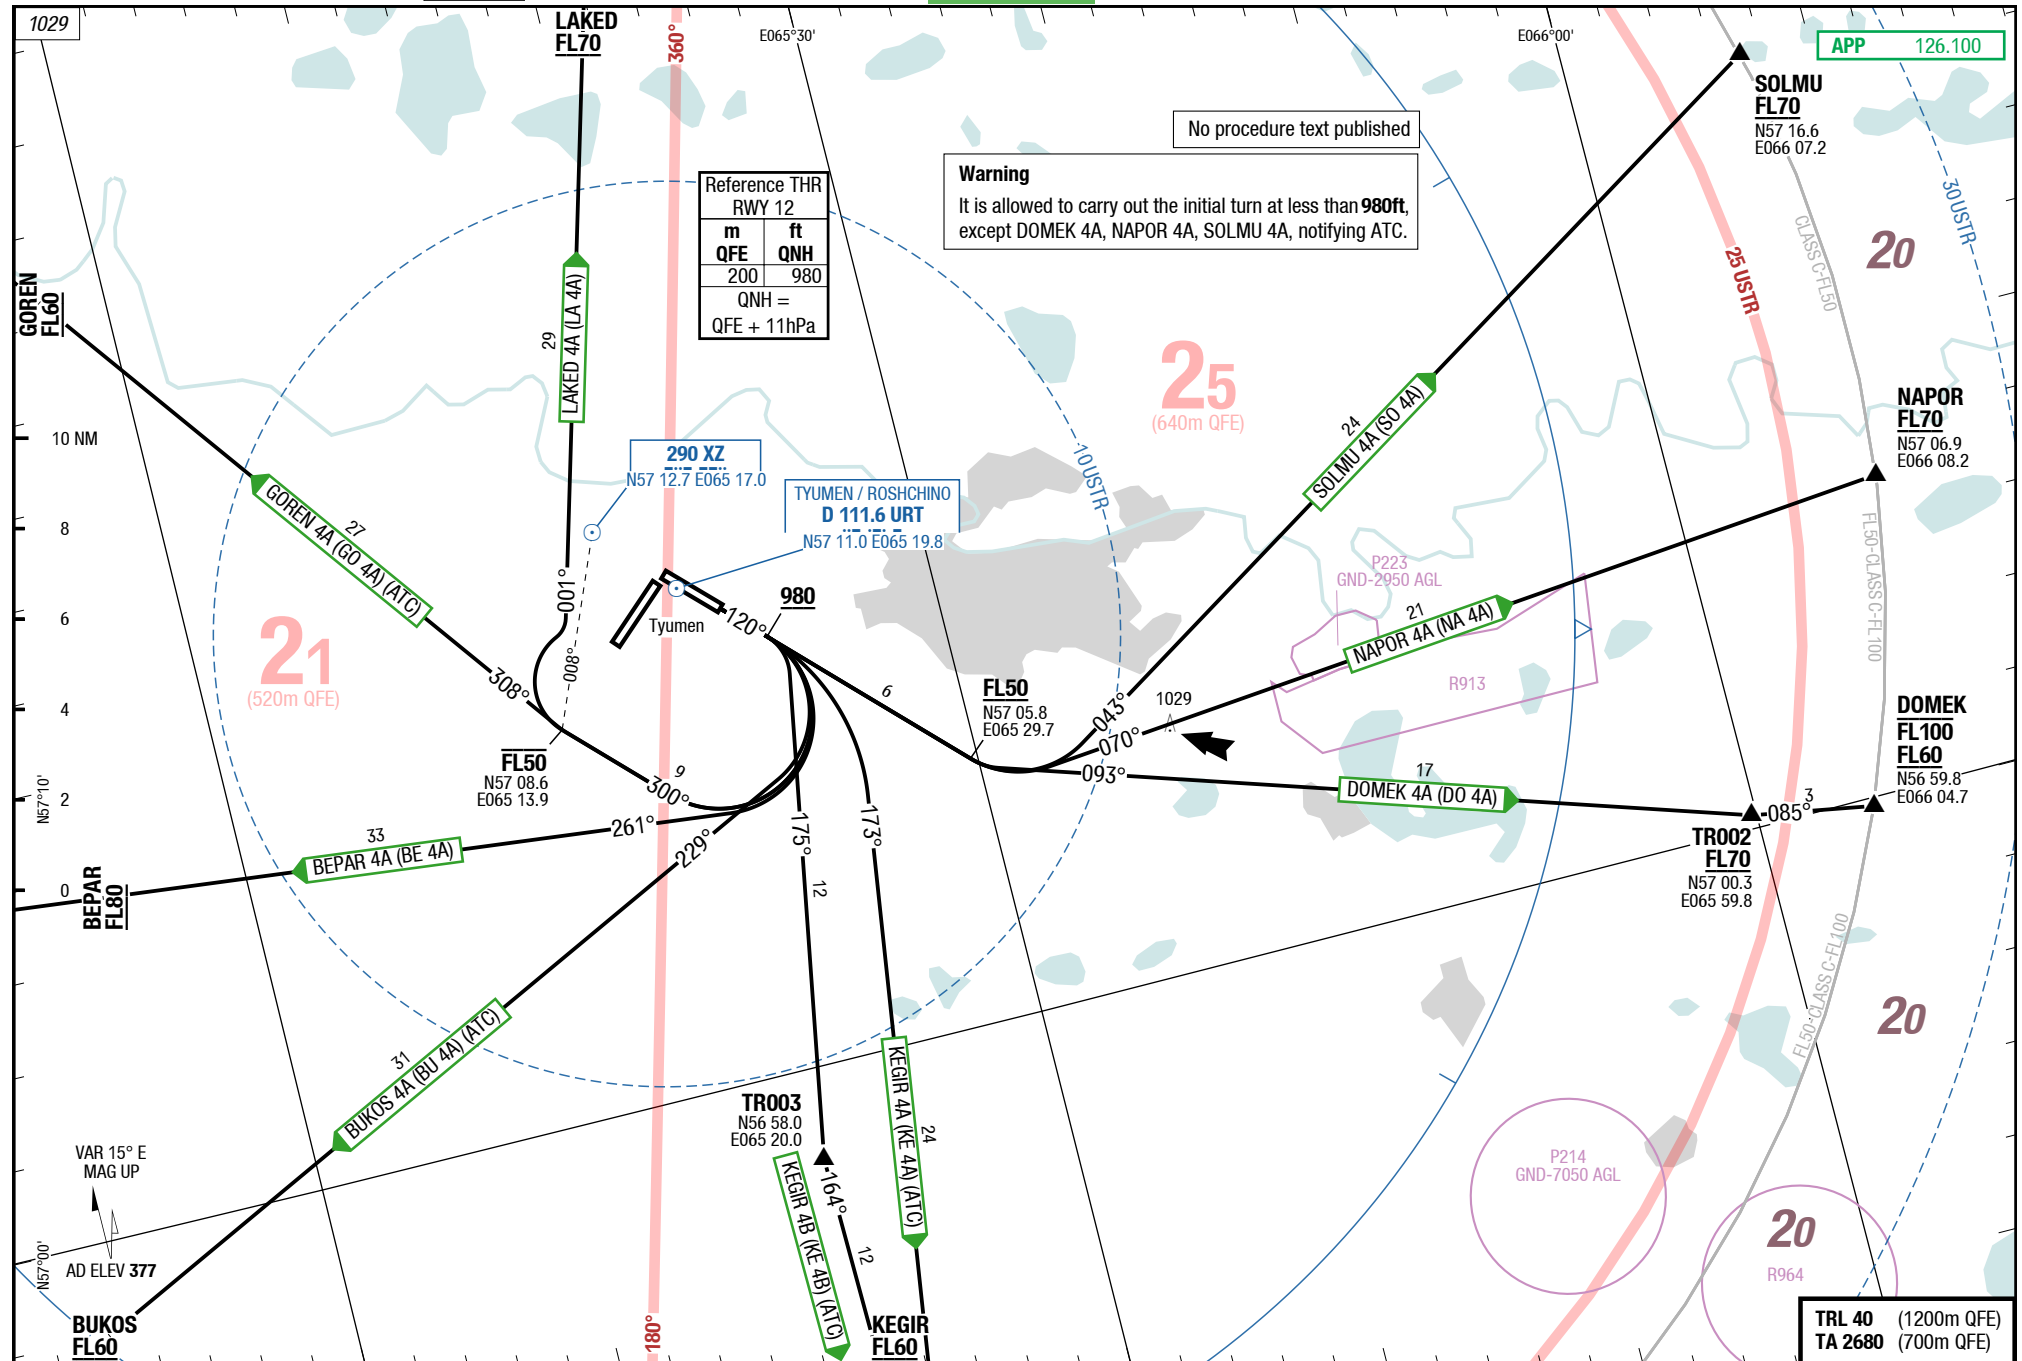 1029
LAKED
FL70
360°
E065°30'
E066°00'
APP 126.100
SOLMU
FL70
N57 16.6
E066 07.2
No procedure text published
Warning
It is allowed to carry out the initial turn at less than 980ft,
except DOMEK 4A, NAPOR 4A, SOLMU 4A, notifying ATC.
Reference THR
RWY 12
m ft
QFE QNH
200 980
QNH =
QFE + 11hPa
30USTR
CLASS C-FL50
20
25 USTR
GOREN
FL60
29
LAKED 4A (LA 4A)
25
(640m QFE)
24
SOLMU 4A (SO 4A)
NAPOR
FL70
N57 06.9
E066 08.2
10 NM
290 XZ
N57 12.7 E065 17.0
TYUMEN / ROSHCHINO
D 111.6 URT
N57 11.0 E065 19.8
10USTR
27
GOREN 4A (GO 4A) (ATC)
8
FL50-CLASS C-FL100
P223
GND-2950 AGL
001°
980
120°
Tyumen
6
21
NAPOR 4A (NA 4A)
21
(520m QFE)
008°
308°
6
FL50
N57 05.8
E065 29.7
R913
1029
043°
070°
093°
4
DOMEK
FL100
FL60
N56 59.8
E066 04.7
FL50
N57 08.6
E065 13.9
9
300°
17
DOMEK 4A (DO 4A)
3
085°
N57°10'
2
TR002
FL70
N57 00.3
E065 59.8
33
BEPAR 4A (BE 4A)
261°
229°
175°
173°
12
0
BEPAR
FL80
FL50-CLASS C-FL100
20
31
BUKOS 4A (BU 4A) (ATC)
TR003
N56 58.0
E065 20.0
KEGIR 4A (KE 4A) (ATC)
24
P214
GND-7050 AGL
VAR 15° E
MAG UP
164°
12
KEGIR 4B (KE 4B) (ATC)
20
R964
N57°00'
AD ELEV 377
BUKOS
FL60
180°
KEGIR
FL60
TRL 40 (1200m QFE)
TA 2680 (700m QFE)